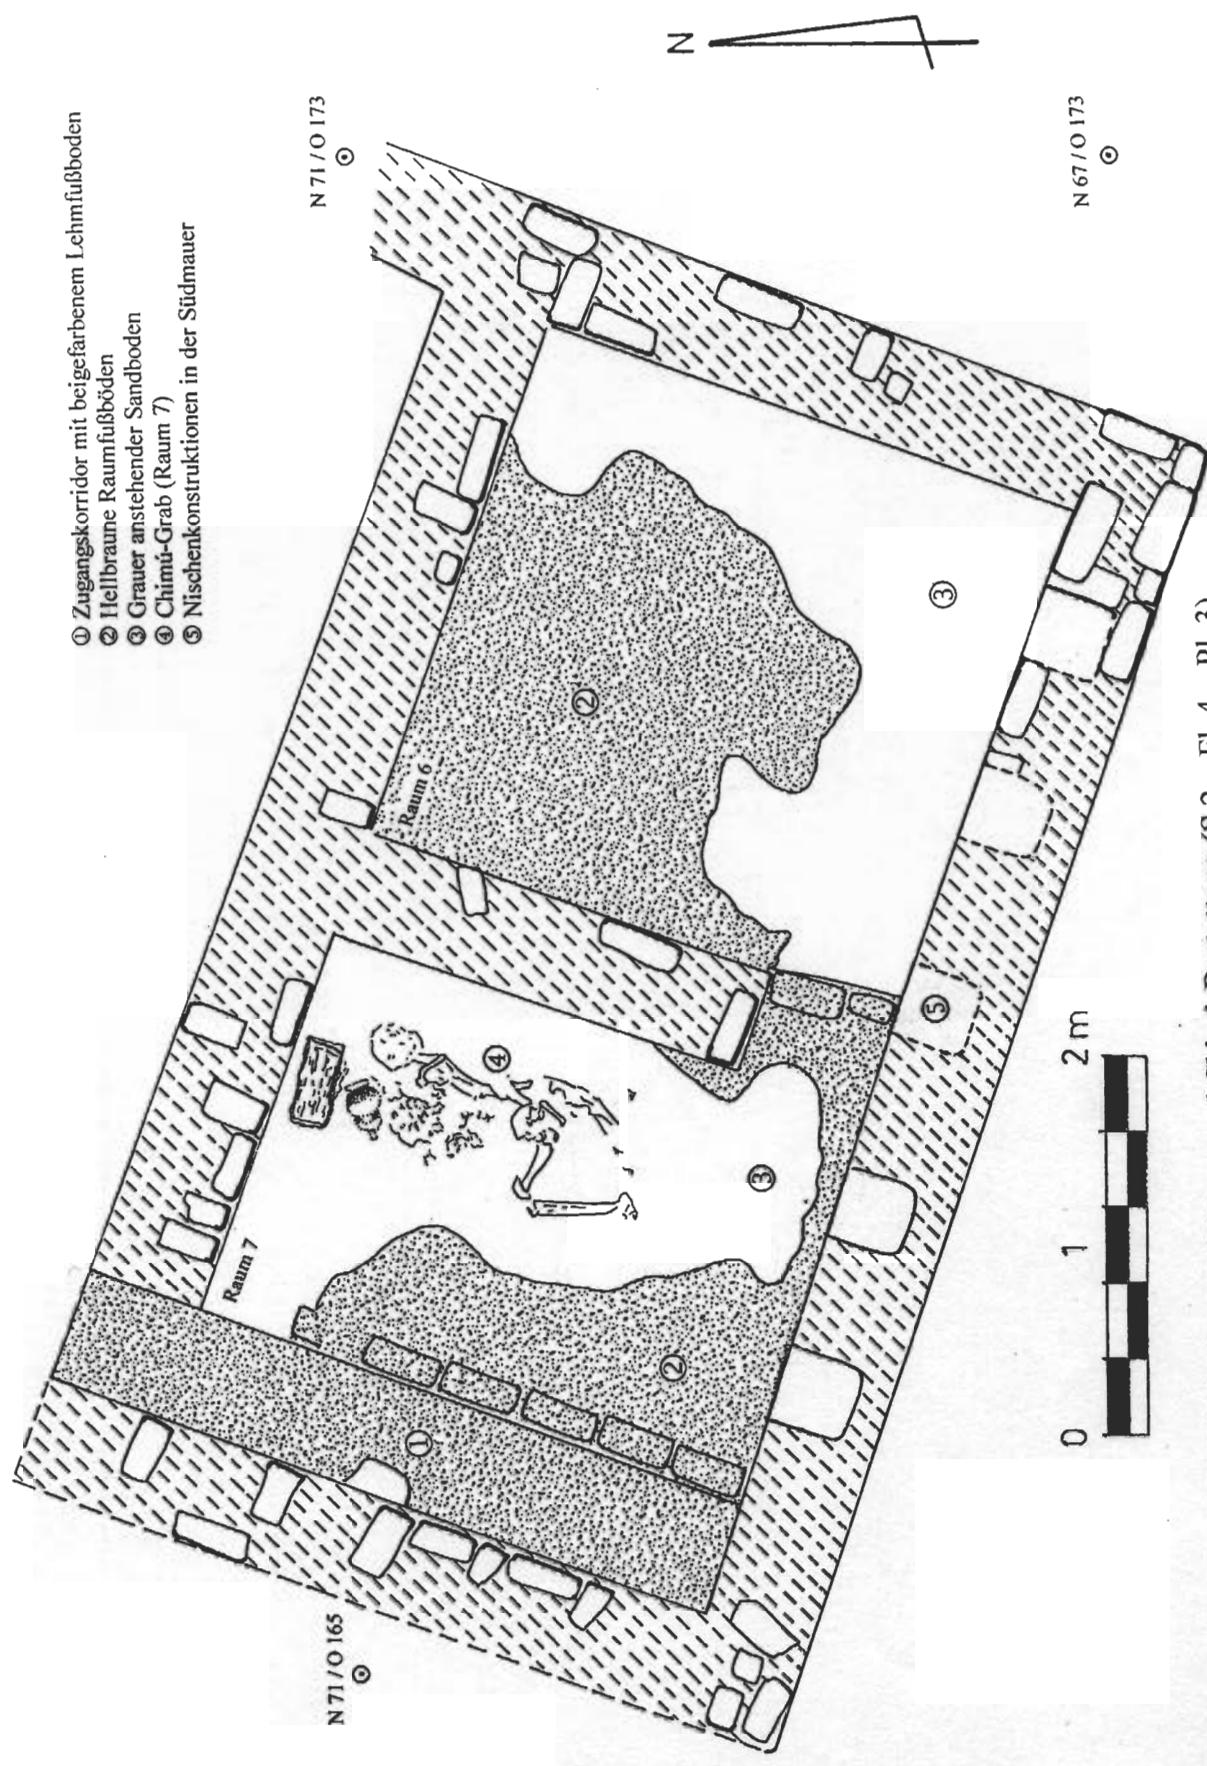 ① Zugangskorridor mit beigefarbenem Lehmfußboden
② Hellbraune Raumfußböden
③ Grauer anstehender Sandboden
④ Chimú-Grab (Raum 7)
⑤ Nischenkonstruktionen in der Südmauer
N
N 71 / O 173
N 67 / O 173
N 71 / O 165
Raum 6
Raum 7
①
②
②
③
③
④
⑤
0 1 2 m